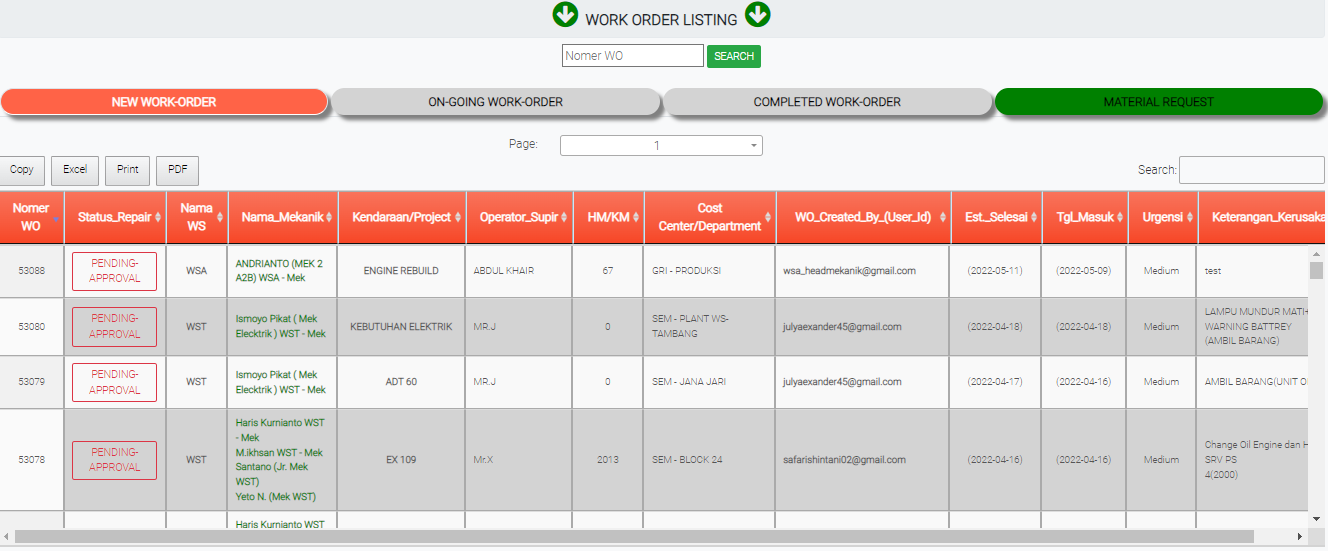 WORK ORDER LISTING
Nomer WO SEARCH
NEW WORK-ORDER ON-GOING WORK-ORDER COMPLETED WORK-ORDER MATERIAL REQUEST
Page: 1
Copy Excel Print PDF Search:
Nomer WO Status_Repair Nama WS Nama_Mekanik Kendaraan/Project Operator_Supir HM/KM Cost Center/Department WO_Created_By_(User_Id) Est_Selesai Tgl_Masuk Urgensi Keterangan_Kerusaka
53088 PENDING-APPROVAL WSA ANDRIANTO (MEK 2 A2B) WSA - Mek ENGINE REBUILD ABDUL KHAIR 67 GRI - PRODUKSI wsa_headmekanik@gmail.com (2022-05-11) (2022-05-09) Medium test
53080 PENDING-APPROVAL WST Ismoyo Pikat ( Mek Elecktrik ) WST - Mek KEBUTUHAN ELEKTRIK MR.J 0 SEM - PLANT WS-TAMBANG julyaexander45@gmail.com (2022-04-18) (2022-04-18) Medium LAMPU MUNDUR MATI+ WARNING BATTREY (AMBIL BARANG)
53079 PENDING-APPROVAL WST Ismoyo Pikat ( Mek Elecktrik ) WST - Mek ADT 60 MR.J 0 SEM - JANA JARI julyaexander45@gmail.com (2022-04-17) (2022-04-16) Medium AMBIL BARANG(UNIT O
53078 PENDING-APPROVAL WST Haris Kurnianto WST - Mek M.ikhsan WST - Mek Santano (Jr. Mek WST) Yeto N. (Mek WST) EX 109 Mr.X 2013 SEM - BLOCK 24 safarishintani02@gmail.com (2022-04-16) (2022-04-16) Medium Change Oil Engine dan H SRV PS 4(2000)
Haris Kurnianto WST